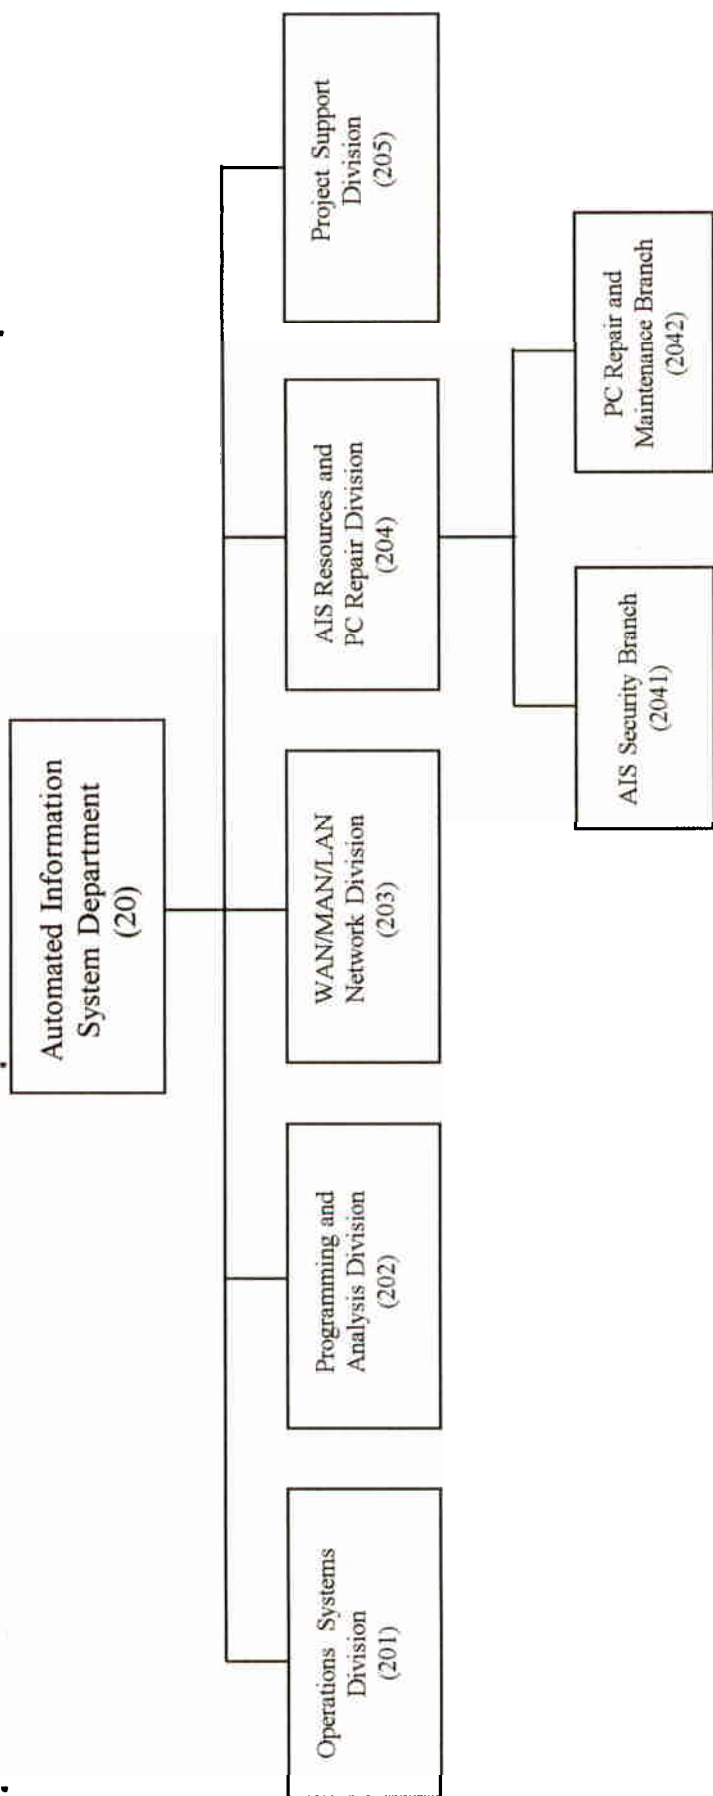 Automated Information
System Department
(20)
Operations Systems
Division
(201)
Programming and
Analysis Division
(202)
WAN/MAN/LAN
Network Division
(203)
AIS Resources and
PC Repair Division
(204)
Project Support
Division
(205)
AIS Security Branch
(2041)
PC Repair and
Maintenance Branch
(2042)